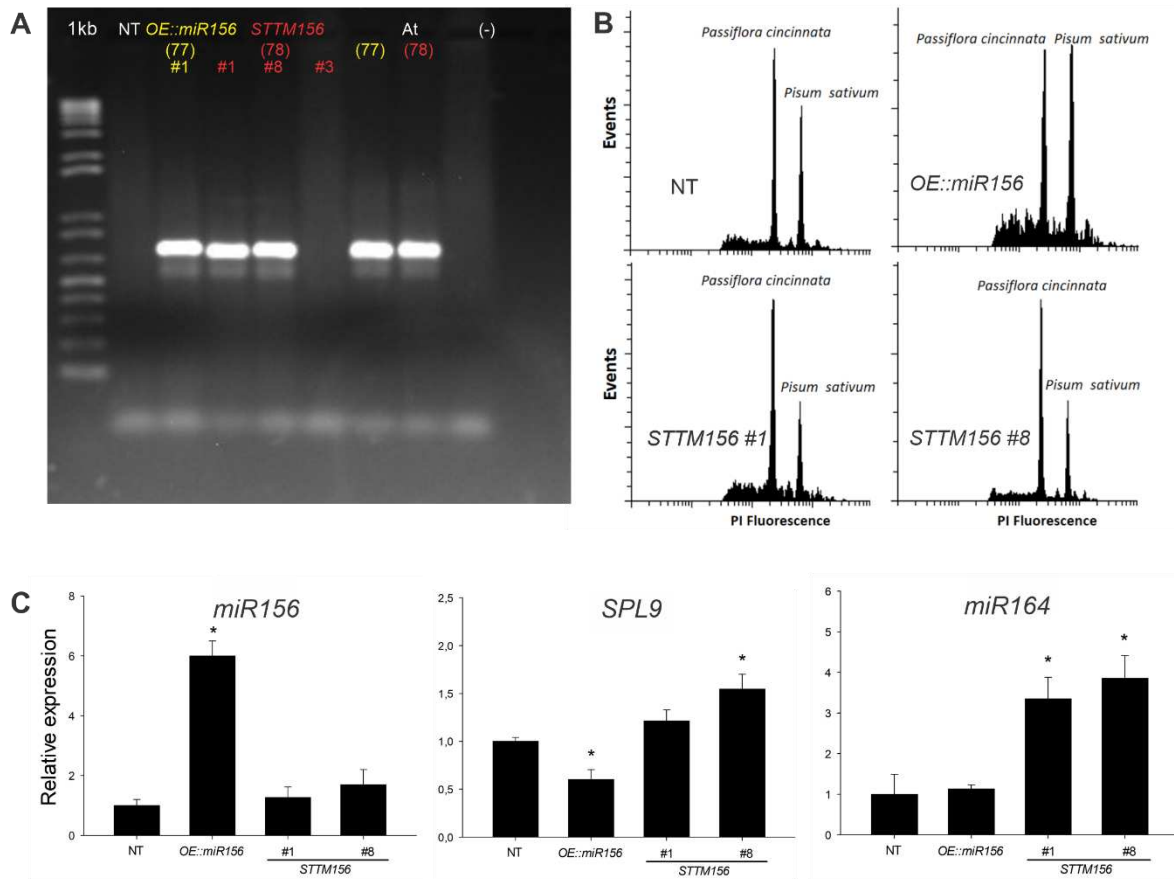 A
1kb NT OE::miR156 STTM156 At (-)
(77) (78) (77) (78)
#1 #1 #8 #3
B
Passiflora cincinnata
Pisum sativum
Events
NT
Passiflora cincinnata Pisum sativum
OE::miR156
Passiflora cincinnata
Pisum sativum
Events
STTM156 #1
PI Fluorescence
Passiflora cincinnata
Pisum sativum
STTM156 #8
PI Fluorescence
C
miR156
Relative expression
8
6
4
2
0
*
NT OE::miR156 #1 #8
STTM156
SPL9
2,5
2,0
1,5
1,0
0,5
0,0
*
*
NT OE::miR156 #1 #8
STTM156
miR164
6
5
4
3
2
1
0
* *
NT OE::miR156 #1 #8
STTM156